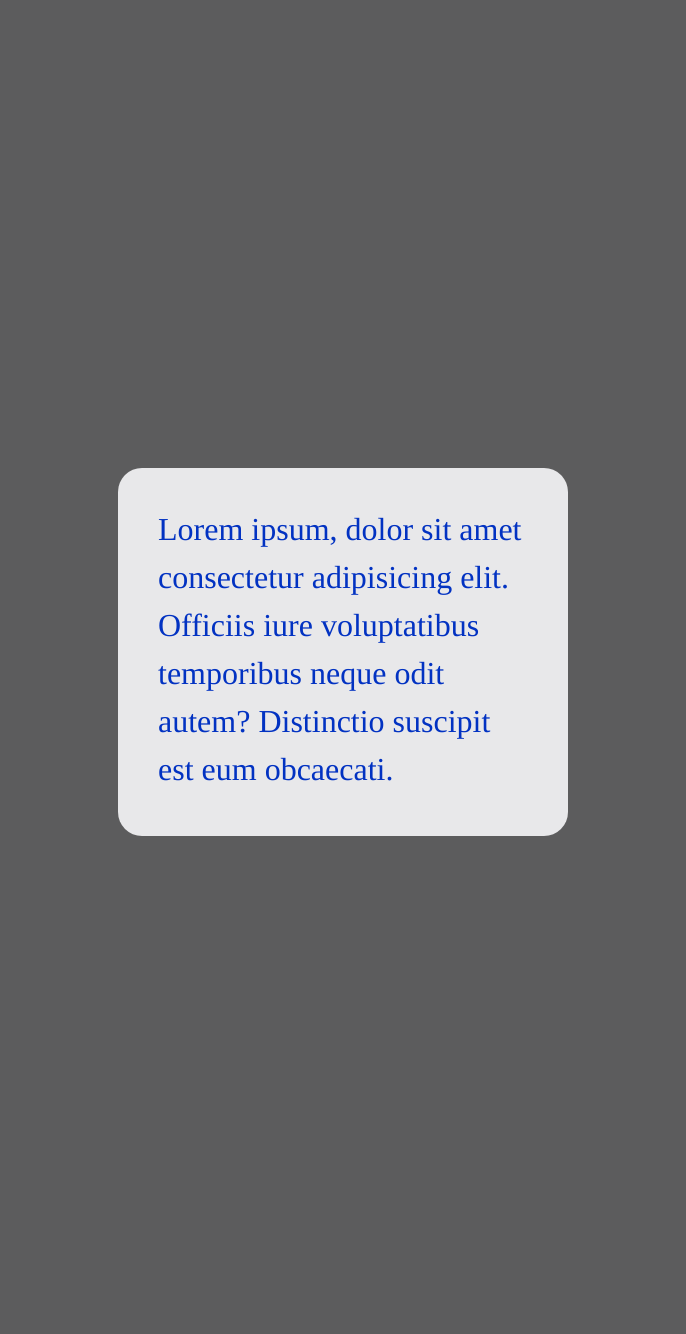 Lorem ipsum, dolor sit amet
consectetur adipisicing elit.
Officiis iure voluptatibus
temporibus neque odit
autem? Distinctio suscipit
est eum obcaecati.